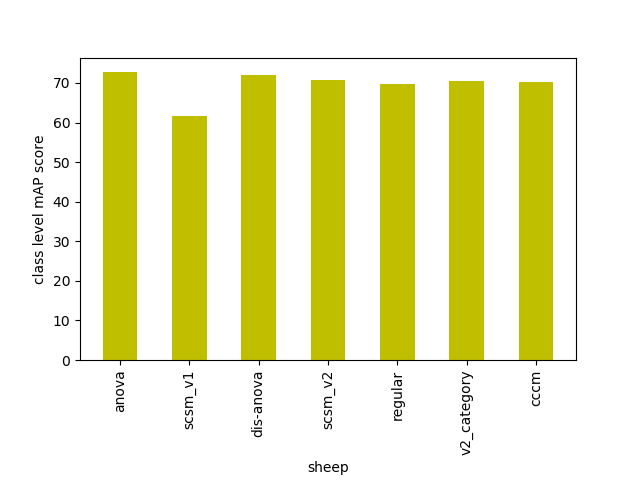 class level mAP score
70
60
50
40
30
20
10
0
anova
scsm_v1
dis-anova
scsm_v2
regular
v2_category
cccm
sheep